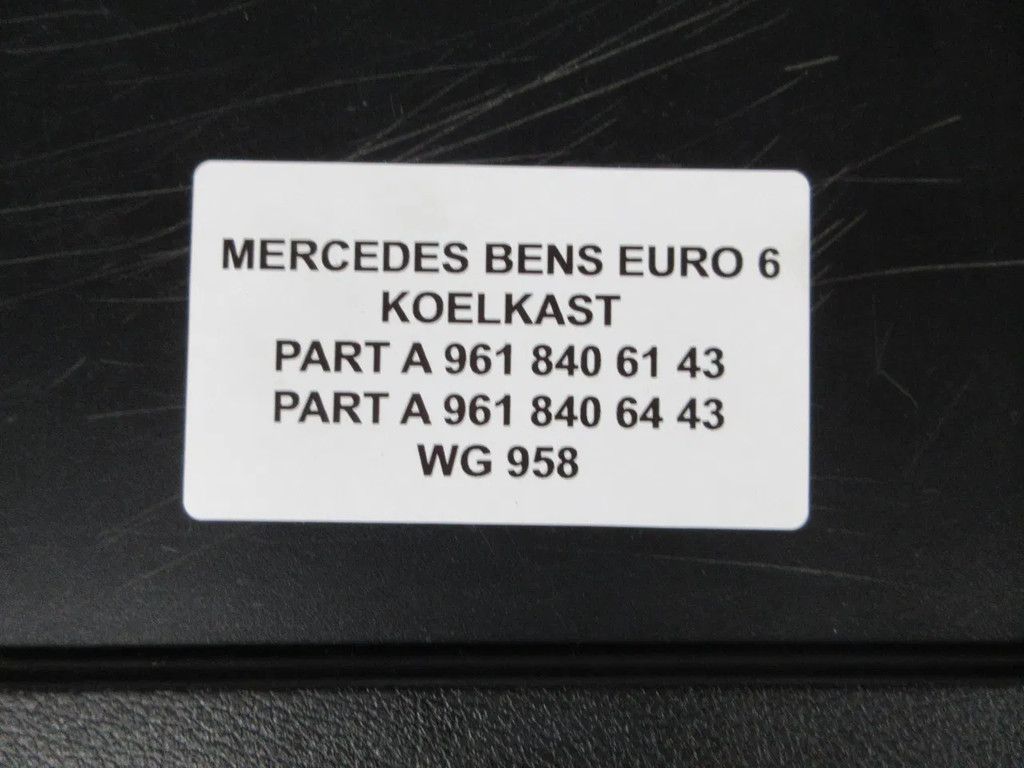 MERCEDES BENS EURO 6
KOELKAST
PART A 961 840 61 43
PART A 961 840 64 43
WG 958